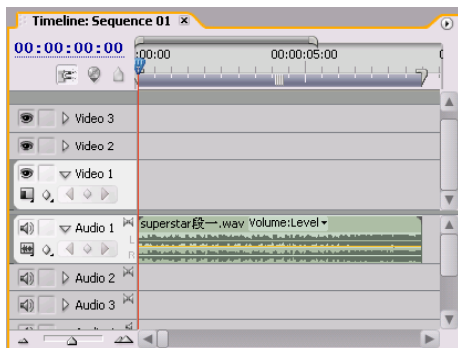 Timeline: Sequence 01
00:00:00:00
:00:00
00:00:05:00
Video 3
Video 2
Video 1
Audio 1
superstar段一.wav Volume:Level
L
R
Audio 2
Audio 3